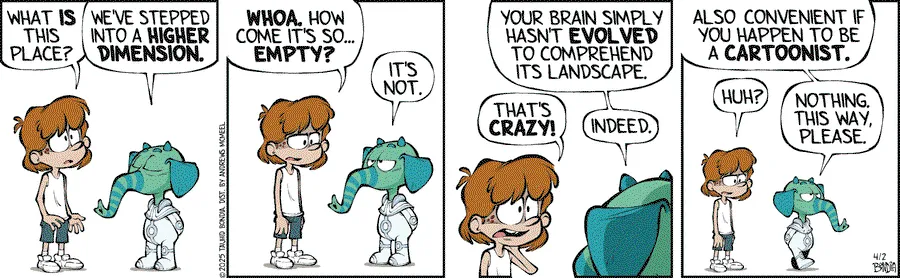 WHAT IS
THIS
PLACE?
WE'VE STEPPED
INTO A HIGHER
DIMENSION.
WHOA. HOW
COME IT'S SO...
EMPTY?
IT'S
NOT.
© 2025 TAUHID BONDIA. DIST. BY ANDREWS MCMEEL
YOUR BRAIN SIMPLY
HASN'T EVOLVED
TO COMPREHEND
ITS LANDSCAPE.
THAT'S
CRAZY!
INDEED.
ALSO CONVENIENT IF
YOU HAPPEN TO BE
A CARTOONIST.
HUH?
NOTHING.
THIS WAY,
PLEASE.
4/2
BONDIA